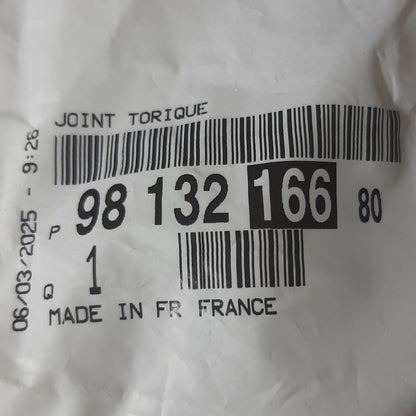 JOINT TORIQUE
P 98 132 166 80
Q 1
MADE IN FR FRANCE
06/03/2025 - 9:26